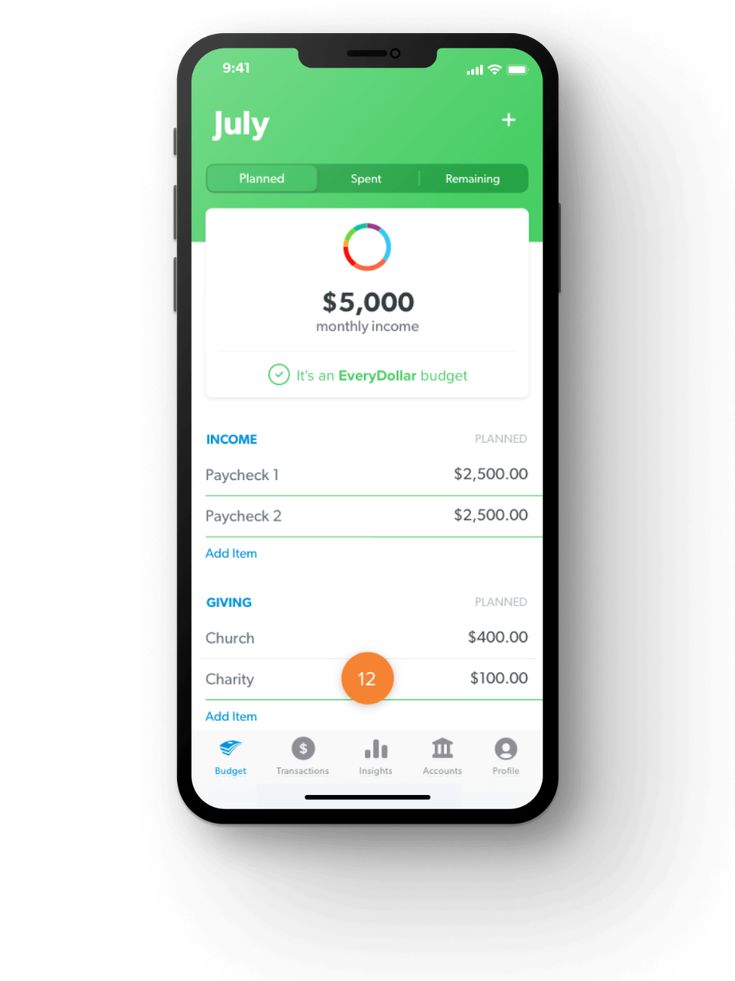 9:41
July
+
Planned Spent Remaining
$5,000
monthly income
It's an EveryDollar budget
INCOME PLANNED
Paycheck 1 $2,500.00
Paycheck 2 $2,500.00
Add Item
GIVING PLANNED
Church $400.00
Charity 12 $100.00
Add Item
$
Budget Transactions Insights Accounts Profile